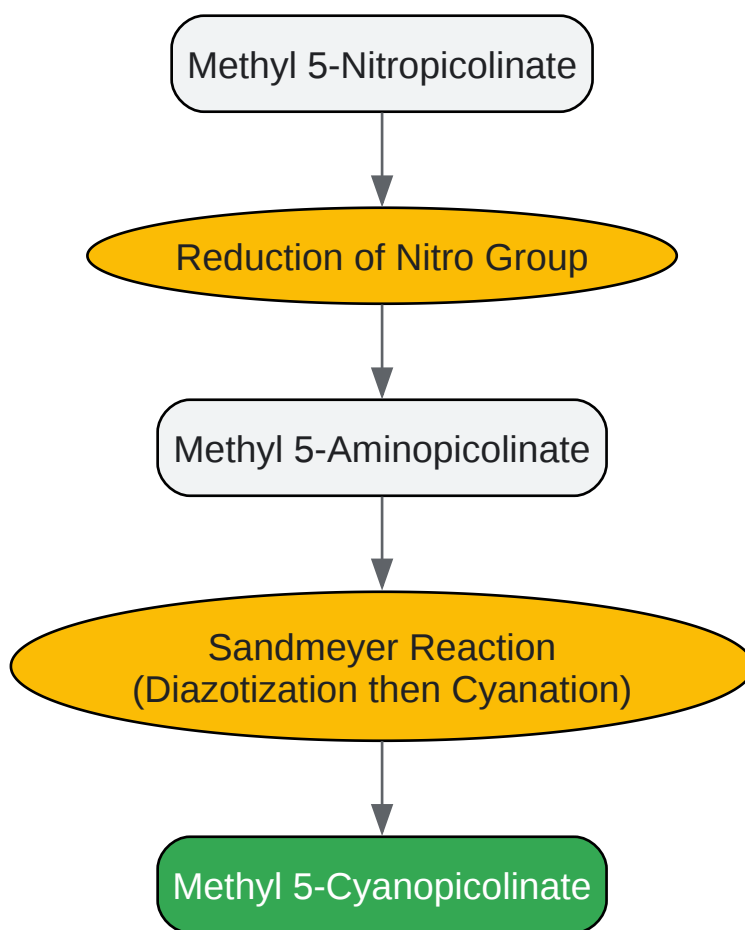 Methyl 5-Nitropicolinate
Reduction of Nitro Group
Methyl 5-Aminopicolinate
Sandmeyer Reaction
(Diazotization then Cyanation)
Methyl 5-Cyanopicolinate